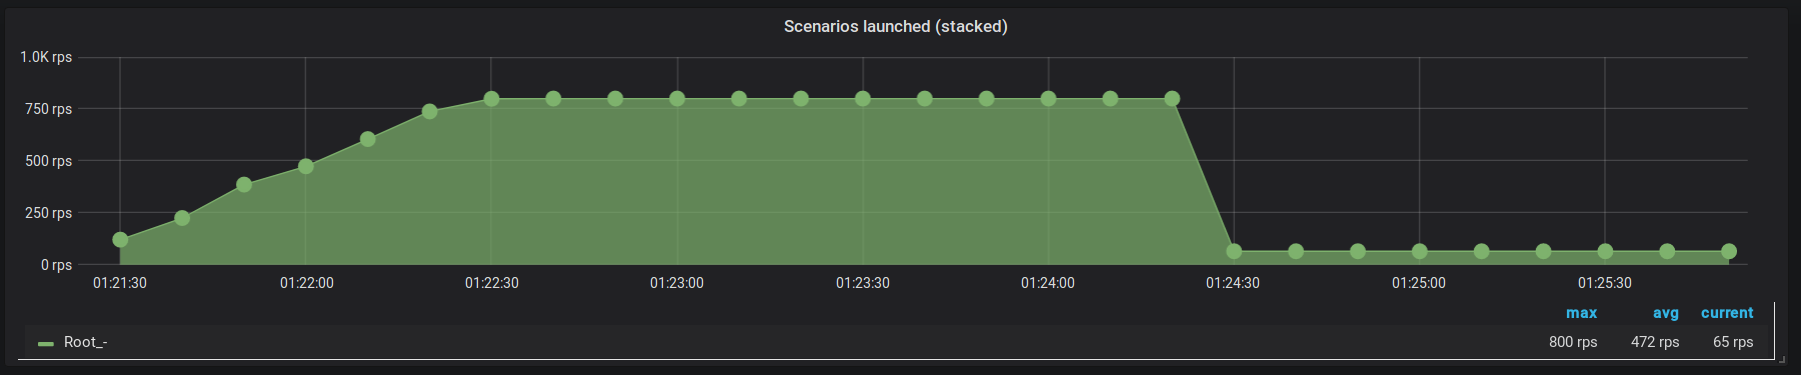 Scenarios launched (stacked)
1.0K rps
750 rps
500 rps
250 rps
0 rps
01:21:30 01:22:00 01:22:30 01:23:00 01:23:30 01:24:00 01:24:30 01:25:00 01:25:30
max avg current
Root_- 800 rps 472 rps 65 rps